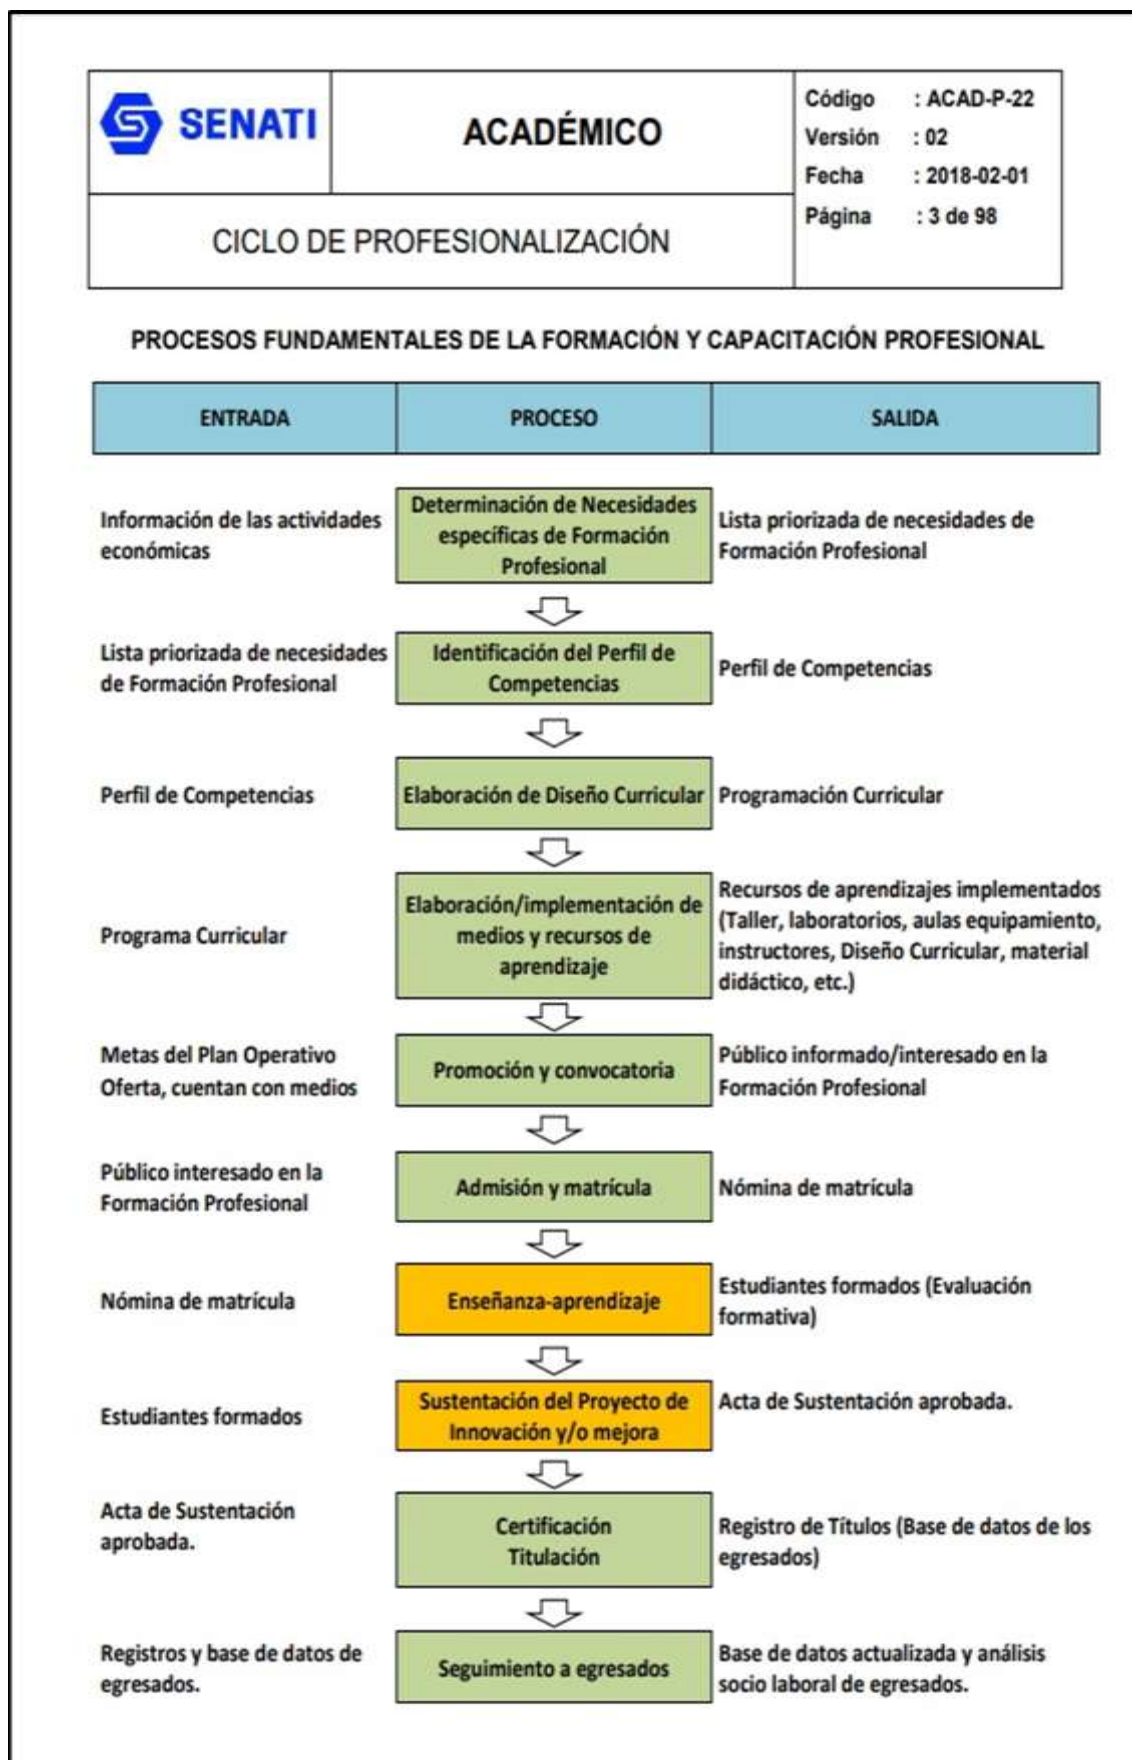 SENATI
ACADÉMICO
Código : ACAD-P-22
Versión : 02
Fecha : 2018-02-01
Página : 3 de 98
CICLO DE PROFESIONALIZACIÓN
PROCESOS FUNDAMENTALES DE LA FORMACIÓN Y CAPACITACIÓN PROFESIONAL
ENTRADA
PROCESO
SALIDA
Información de las actividades
económicas
Determinación de Necesidades
específicas de Formación
Profesional
Lista priorizada de necesidades de
Formación Profesional
Lista priorizada de necesidades
de Formación Profesional
Identificación del Perfil de
Competencias
Perfil de Competencias
Perfil de Competencias
Elaboración de Diseño Curricular
Programación Curricular
Programa Curricular
Elaboración/implementación de
medios y recursos de
aprendizaje
Recursos de aprendizajes implementados
(Taller, laboratorios, aulas equipamiento,
instructores, Diseño Curricular, material
didáctico, etc.)
Metas del Plan Operativo
Oferta, cuentan con medios
Promoción y convocatoria
Público informado/interesado en la
Formación Profesional
Público interesado en la
Formación Profesional
Admisión y matrícula
Nómina de matrícula
Nómina de matrícula
Enseñanza-aprendizaje
Estudiantes formados (Evaluación
formativa)
Estudiantes formados
Sustentación del Proyecto de
Innovación y/o mejora
Acta de Sustentación aprobada.
Acta de Sustentación
aprobada.
Certificación
Titulación
Registro de Títulos (Base de datos de los
egresados)
Registros y base de datos de
egresados.
Seguimiento a egresados
Base de datos actualizada y análisis
socio laboral de egresados.